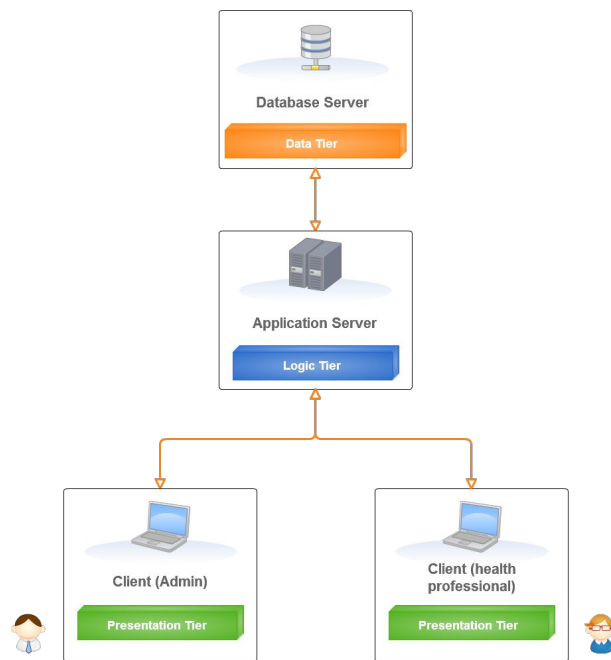 Database Server
Data Tier
Application Server
Logic Tier
Client (Admin)
Presentation Tier
Client (health
professional)
Presentation Tier